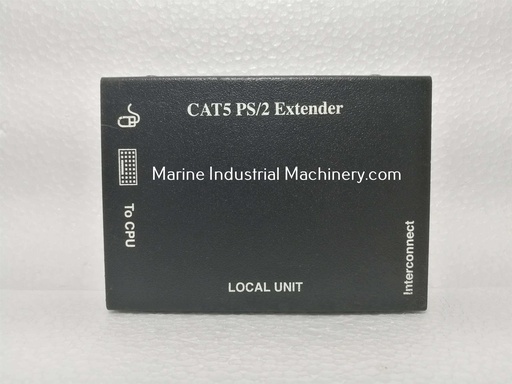 CAT5 PS/2 Extender
Marine Industrial Machinery.com
To CPU
Interconnect
LOCAL UNIT